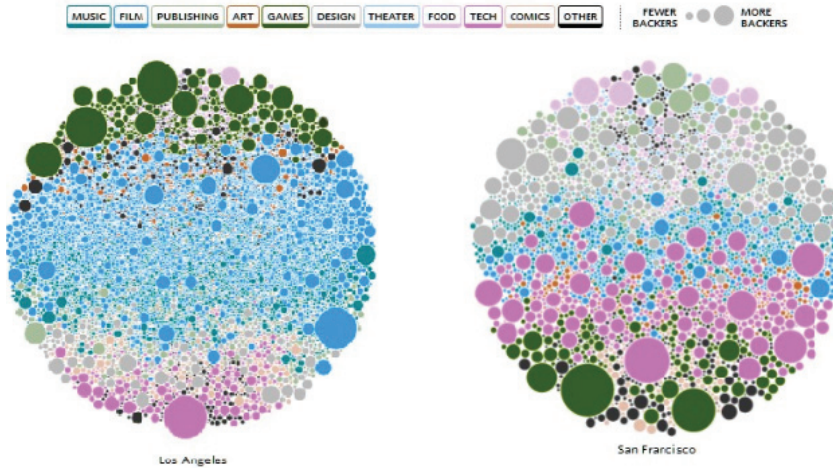 MUSIC FILM PUBLISHING ART GAMES DESIGN THEATER FOOD TECH COMICS OTHER FEWER BACKERS MORE BACKERS
Los Angeles
San Francisco